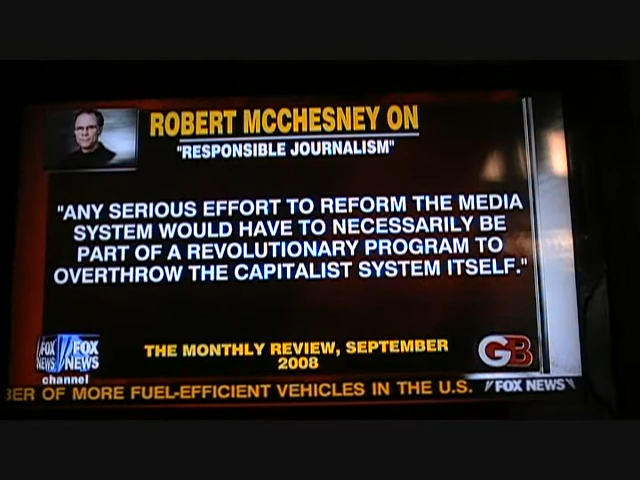 ROBERT MCCHESNEY ON
"RESPONSIBLE JOURNALISM"
"ANY SERIOUS EFFORT TO REFORM THE MEDIA
SYSTEM WOULD HAVE TO NECESSARILY BE
PART OF A REVOLUTIONARY PROGRAM TO
OVERTHROW THE CAPITALIST SYSTEM ITSELF."
THE MONTHLY REVIEW, SEPTEMBER
2008
FOX NEWS
FOX NEWS
channel
GB
BER OF MORE FUEL-EFFICIENT VEHICLES IN THE U.S.
FOX NEWS